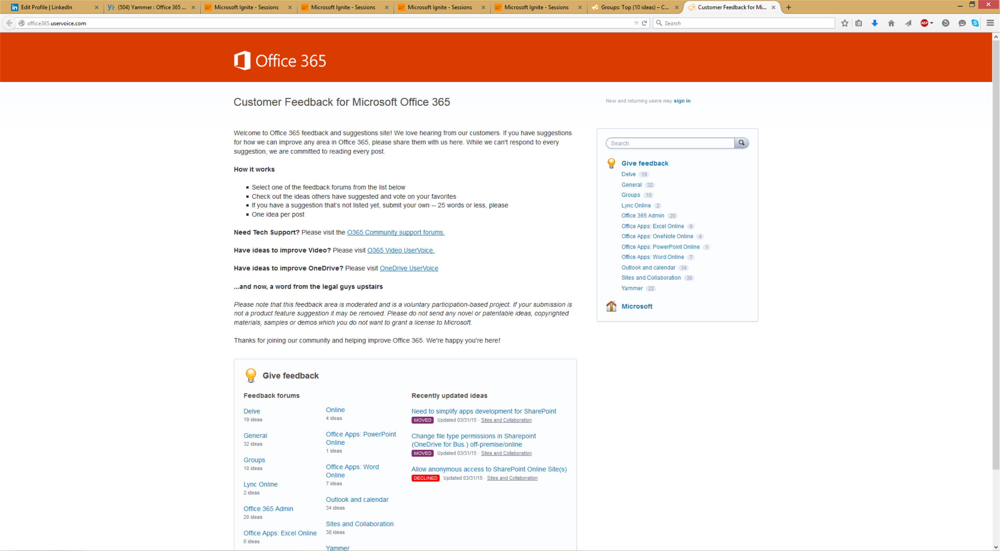 Edit Profile | LinkedIn
(504) Yammer : Office 365 ...
Microsoft Ignite - Sessions
Microsoft Ignite - Sessions
Microsoft Ignite - Sessions
Microsoft Ignite - Sessions
Groups: Top (10 ideas) – C...
Customer Feedback for Mi...
office365.uservoice.com
Search
ABP
Office 365
Customer Feedback for Microsoft Office 365
New and returning users may sign in
Welcome to Office 365 feedback and suggestions site! We love hearing from our customers. If you have suggestions
for how we can improve any area in Office 365, please share them with us here. While we can't respond to every
suggestion, we are committed to reading every post.
How it works
Select one of the feedback forums from the list below
Check out the ideas others have suggested and vote on your favorites
If you have a suggestion that's not listed yet, submit your own -- 25 words or less, please
One idea per post
Need Tech Support? Please visit the O365 Community support forums.
Have ideas to improve Video? Please visit O365 Video UserVoice.
Have ideas to improve OneDrive? Please visit OneDrive UserVoice
...and now, a word from the legal guys upstairs
Please note that this feedback area is moderated and is a voluntary participation-based project. If your submission is
not a product feature suggestion it may be removed. Please do not send any novel or patentable ideas, copyrighted
materials, samples or demos which you do not want to grant a license to Microsoft.
Thanks for joining our community and helping improve Office 365. We're happy you're here!
Search
Give feedback
Delve 19
General 32
Groups 10
Lync Online 2
Office 365 Admin 20
Office Apps: Excel Online 6
Office Apps: OneNote Online 4
Office Apps: PowerPoint Online 1
Office Apps: Word Online 7
Outlook and calendar 34
Sites and Collaboration 38
Yammer 22
Microsoft
Give feedback
Feedback forums
Delve
19 ideas
General
32 ideas
Groups
10 ideas
Lync Online
2 ideas
Office 365 Admin
20 ideas
Office Apps: Excel Online
6 ideas
Online
4 ideas
Office Apps: PowerPoint
Online
1 ideas
Office Apps: Word
Online
7 ideas
Outlook and calendar
34 ideas
Sites and Collaboration
38 ideas
Yammer
Recently updated ideas
Need to simplify apps development for SharePoint
MOVED Updated 03/31/15 · Sites and Collaboration
Change file type permissions in Sharepoint
(OneDrive for Bus.) off-premise/online
MOVED Updated 03/31/15 · Sites and Collaboration
Allow anonymous access to SharePoint Online Site(s)
DECLINED Updated 03/31/15 · Sites and Collaboration